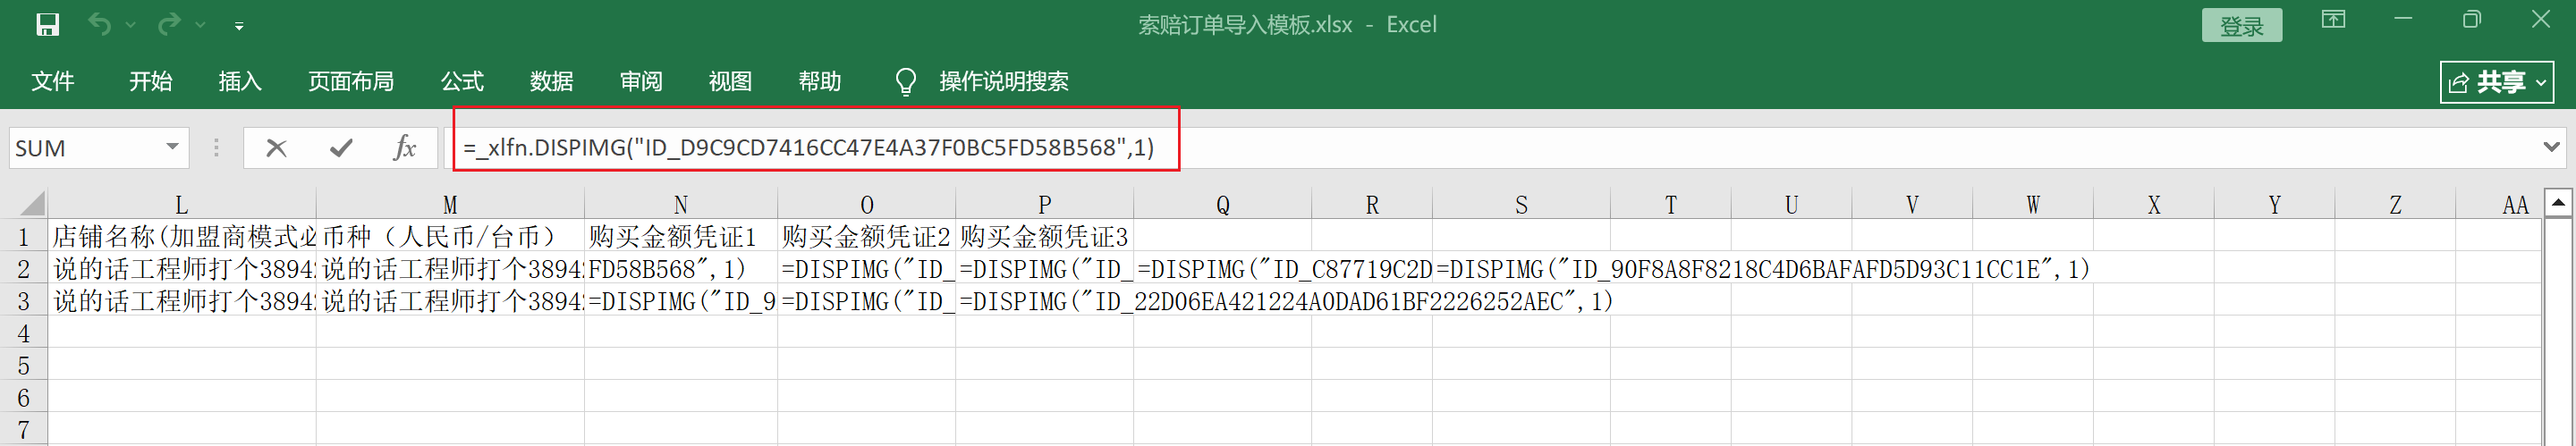 索赔订单导入模板.xlsx - Excel
登录
文件 开始 插入 页面布局 公式 数据 审阅 视图 帮助 操作说明搜索
共享
SUM fx =_xlfn.DISPIMG("ID_D9C9CD7416CC47E4A37F0BC5FD58B568",1)
L M N O P Q R S T U V W X Y Z AA
1 店铺名称(加盟商模式必 币种（人民币/台币） 购买金额凭证1 购买金额凭证2 购买金额凭证3
2 说的话工程师打个3894 说的话工程师打个3894 FD58B568",1) =DISPIMG("ID_ =DISPIMG("ID_ =DISPIMG("ID_C87719C2D =DISPIMG("ID_90F8A8F8218C4D6BAFAFD5D93C11CC1E",1)
3 说的话工程师打个3894 说的话工程师打个3894 =DISPIMG("ID_9 =DISPIMG("ID_ =DISPIMG("ID_22D06EA421224A0DAD61BF2226252AEC",1)
4
5
6
7